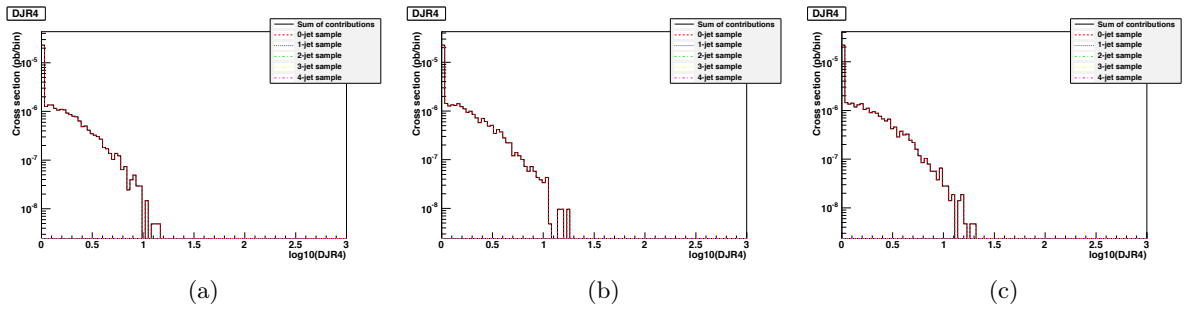 DJR4
Cross section (pb/bin)
Sum of contributions
0-jet sample
1-jet sample
2-jet sample
3-jet sample
4-jet sample
10^-5
10^-6
10^-7
10^-8
0 0.5 1 1.5 2 2.5 3
log10(DJR4)
(a)
DJR4
Cross section (pb/bin)
Sum of contributions
0-jet sample
1-jet sample
2-jet sample
3-jet sample
4-jet sample
10^-5
10^-6
10^-7
10^-8
0 0.5 1 1.5 2 2.5 3
log10(DJR4)
(b)
DJR4
Cross section (pb/bin)
Sum of contributions
0-jet sample
1-jet sample
2-jet sample
3-jet sample
4-jet sample
10^-5
10^-6
10^-7
10^-8
0 0.5 1 1.5 2 2.5 3
log10(DJR4)
(c)